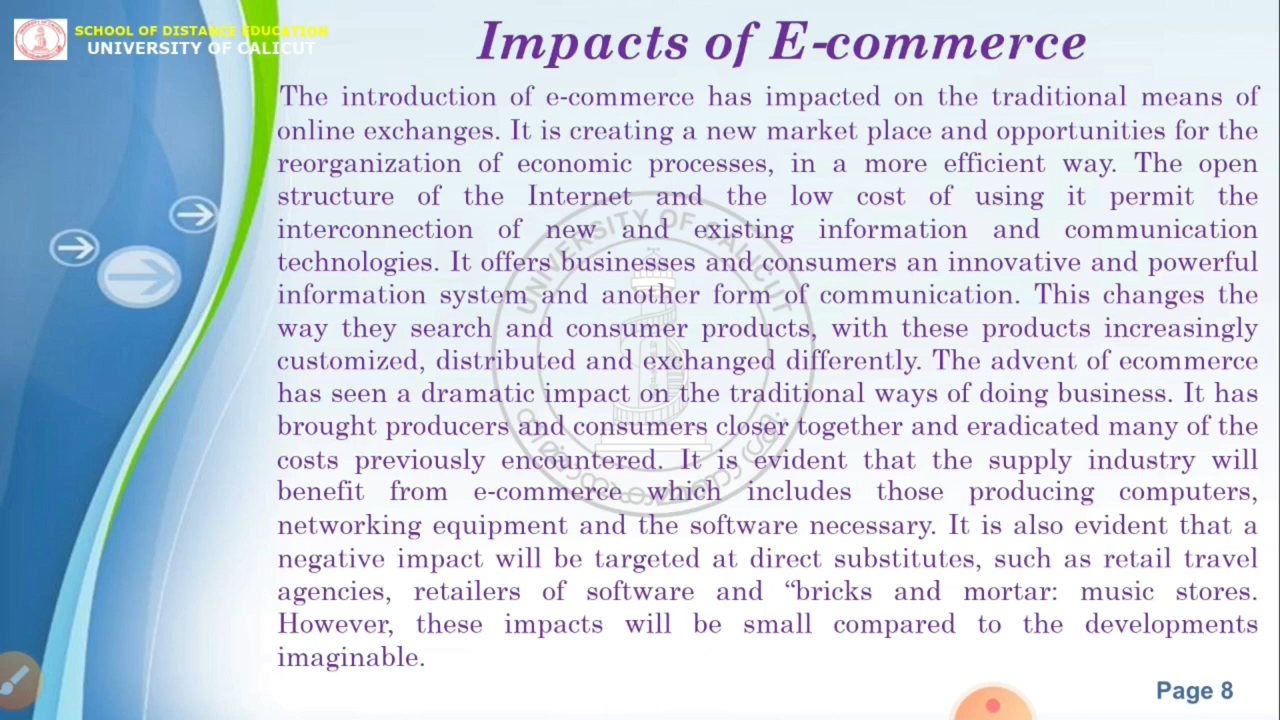 SCHOOL OF DISTANCE EDUCATION
UNIVERSITY OF CALICUT
Impacts of E-commerce
The introduction of e-commerce has impacted on the traditional means of
online exchanges. It is creating a new market place and opportunities for the
reorganization of economic processes, in a more efficient way. The open
structure of the Internet and the low cost of using it permit the
interconnection of new and existing information and communication
technologies. It offers businesses and consumers an innovative and powerful
information system and another form of communication. This changes the
way they search and consumer products, with these products increasingly
customized, distributed and exchanged differently. The advent of ecommerce
has seen a dramatic impact on the traditional ways of doing business. It has
brought producers and consumers closer together and eradicated many of the
costs previously encountered. It is evident that the supply industry will
benefit from e-commerce which includes those producing computers,
networking equipment and the software necessary. It is also evident that a
negative impact will be targeted at direct substitutes, such as retail travel
agencies, retailers of software and “bricks and mortar: music stores.
However, these impacts will be small compared to the developments
imaginable.
UNIVERSITY OF CALICUT
Page 8